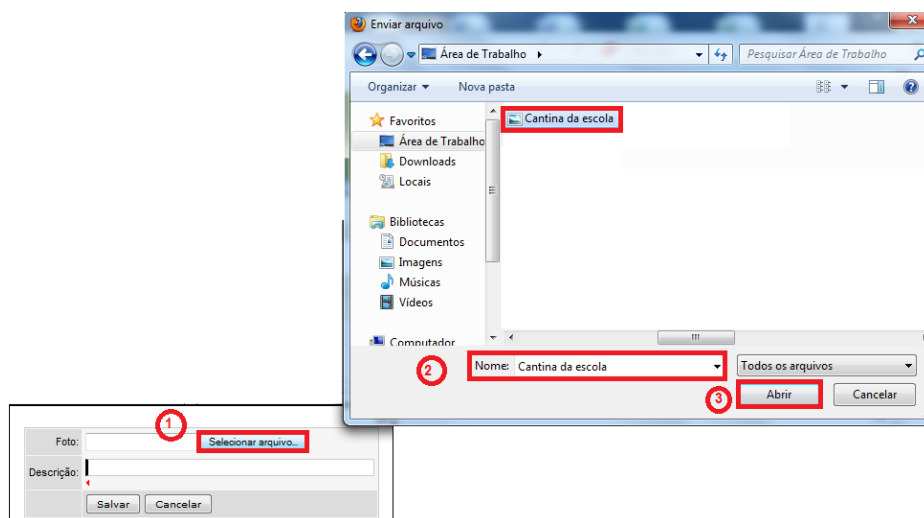 Enviar arquivo
Área de Trabalho
Pesquisar Área de Trabalho
Organizar
Nova pasta
Favoritos
Área de Trabalho
Downloads
Locais
Bibliotecas
Documentos
Imagens
Músicas
Vídeos
Computador
Cantina da escola
2
Nome: Cantina da escola
Todos os arquivos
3
Abrir
Cancelar
1
Foto: Selecionar arquivo...
Descrição:
Salvar Cancelar